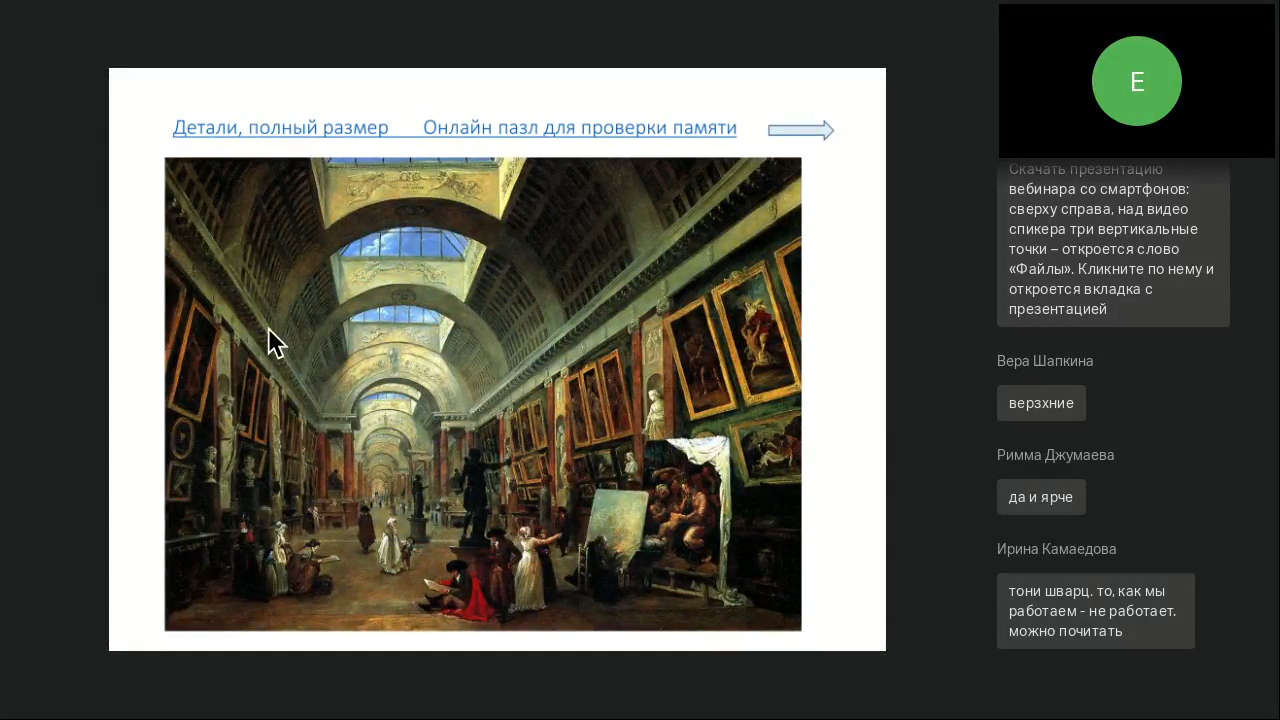 Детали, полный размер Онлайн пазл для проверки памяти
E
Скачать презентацию
вебинара со смартфонов:
сверху справа, над видео
спикера три вертикальные
точки – откроется слово
«Файлы». Кликните по нему и
откроется вкладка с
презентацией
Вера Шапкина
верзхние
Римма Джумаева
да и ярче
Ирина Камаедова
тони шварц. то, как мы
работаем - не работает.
можно почитать